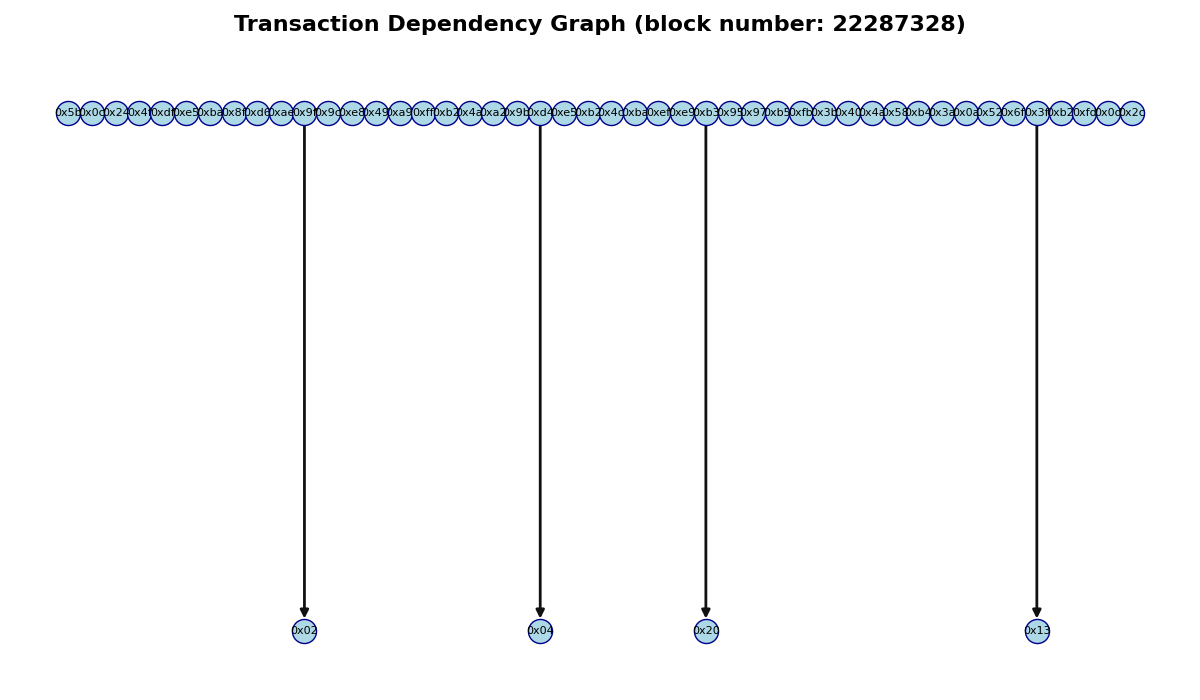 Transaction Dependency Graph (block number: 22287328)
0x5b 0x0c 0x24 0x4f 0xdf 0xe5 0xba 0x8f 0xd6 0xae 0x9f 0x9c 0xe8 0x49 0xa9 0xff 0xb2 0x4a 0xa2 0x9b 0xd4 0xe5 0xb2 0x4c 0xba 0xef 0xe9 0xb3 0x95 0x97 0xb5 0xfb 0x3b 0x40 0x4a 0x58 0xb4 0x3a 0x0a 0x52 0x6f 0x3f 0xb2 0xfd 0x0d 0x2c
0x02 0x04 0x20 0x13